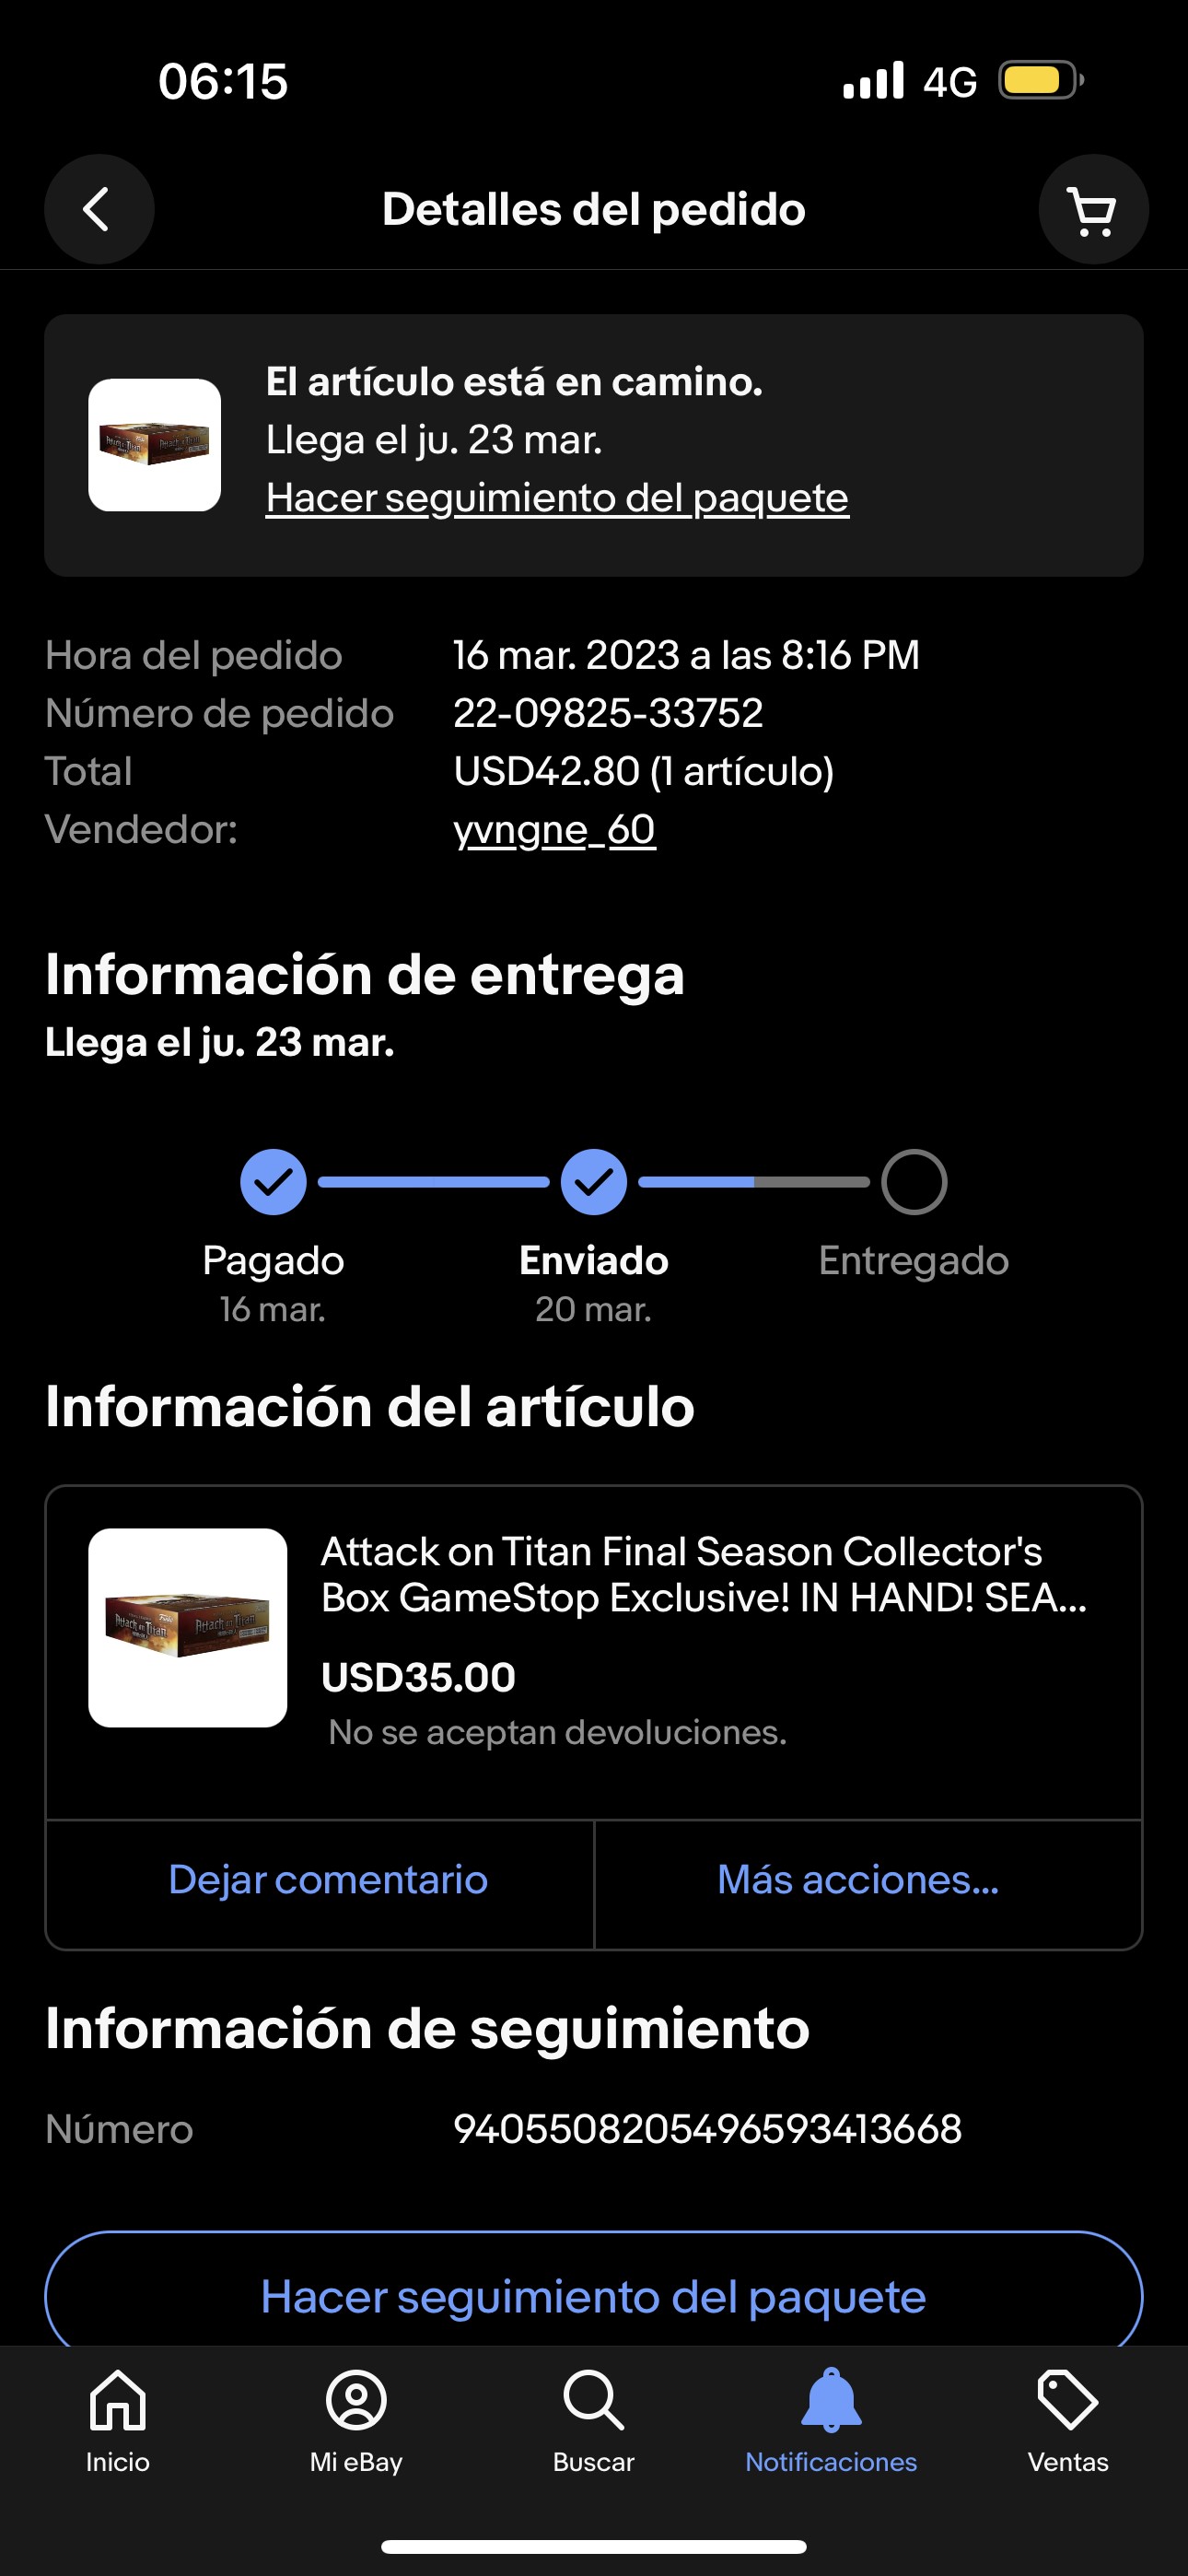 06:15
4G
Detalles del pedido
El artículo está en camino.
Llega el ju. 23 mar.
Hacer seguimiento del paquete
Hora del pedido 16 mar. 2023 a las 8:16 PM
Número de pedido 22-09825-33752
Total USD42.80 (1 artículo)
Vendedor: yvngne_60
Información de entrega
Llega el ju. 23 mar.
Pagado Enviado Entregado
16 mar. 20 mar.
Información del artículo
Attack on Titan Final Season Collector's
Box GameStop Exclusive! IN HAND! SEA...
USD35.00
No se aceptan devoluciones.
Dejar comentario Más acciones...
Información de seguimiento
Número 9405508205496593413668
Hacer seguimiento del paquete
Inicio Mi eBay Buscar Notificaciones Ventas